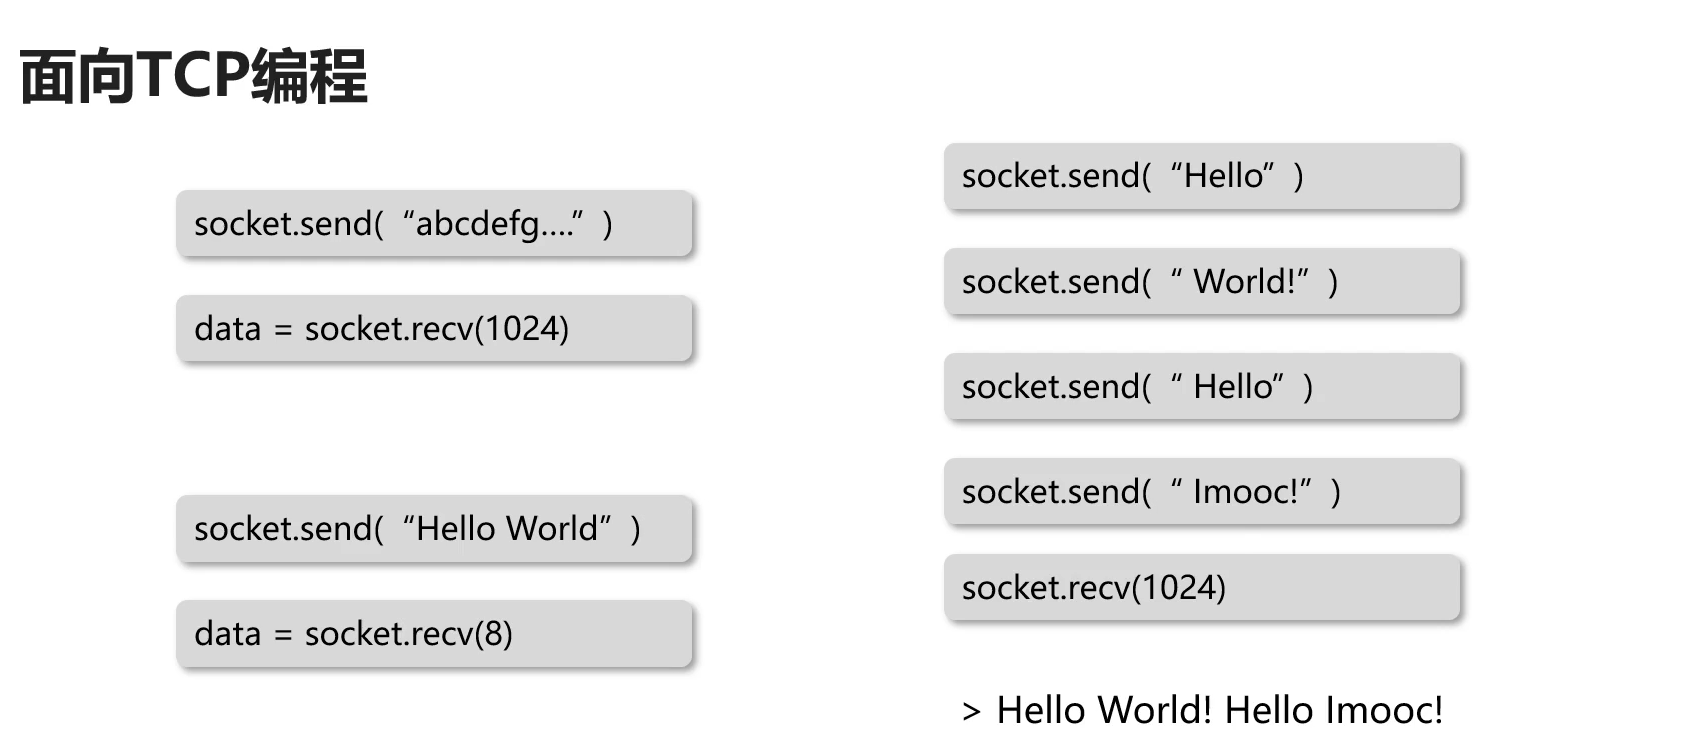 面向TCP编程
socket.send( “abcdefg....” )
data = socket.recv(1024)
socket.send( “Hello World” )
data = socket.recv(8)
socket.send( “Hello” )
socket.send( “ World!” )
socket.send( “ Hello” )
socket.send( “ Imooc!” )
socket.recv(1024)
> Hello World! Hello Imooc!